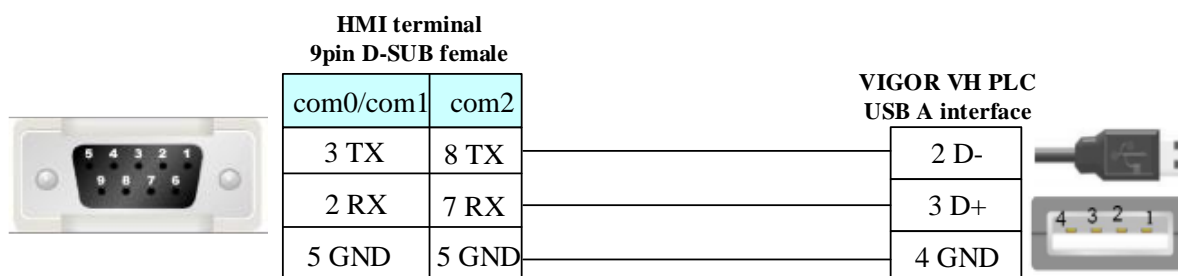 HMI terminal
9pin D-SUB female
com0/com1 com2
3 TX 8 TX
2 RX 7 RX
5 GND 5 GND
5 4 3 2 1
9 8 7 6
VIGOR VH PLC
USB A interface
2 D-
3 D+
4 GND
4 3 2 1